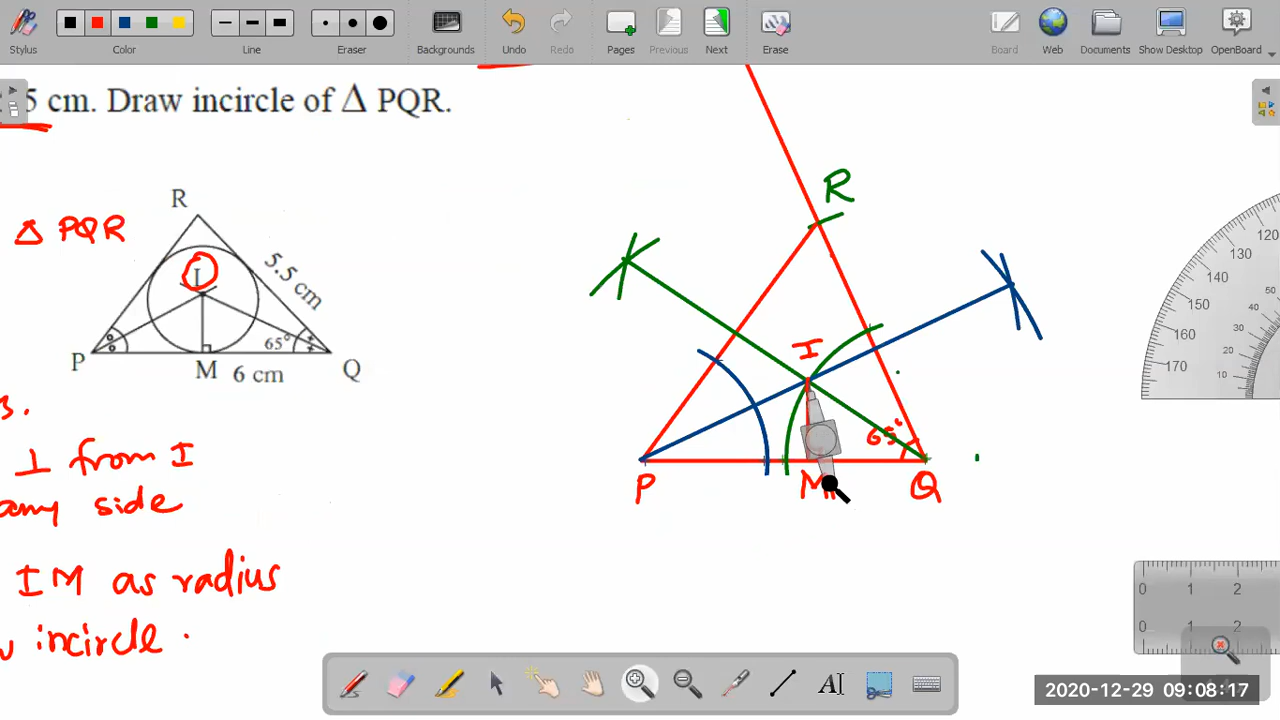 Stylus
Color
Line
Eraser
Backgrounds
Undo
Redo
Pages
Previous
Next
Erase
Board
Web
Documents
Show Desktop
OpenBoard
5 cm. Draw incircle of Δ PQR.
Δ PQR
R
I
5.5 cm
P
65°
M
6 cm
Q
⊥ from I
any side
IM as radius
incircle.
R
I
65°
P
M
Q
120
130
140
150
160
170
60
50
40
30
20
10
0 1 2
0 1 2
AI
2020-12-29 09:08:17